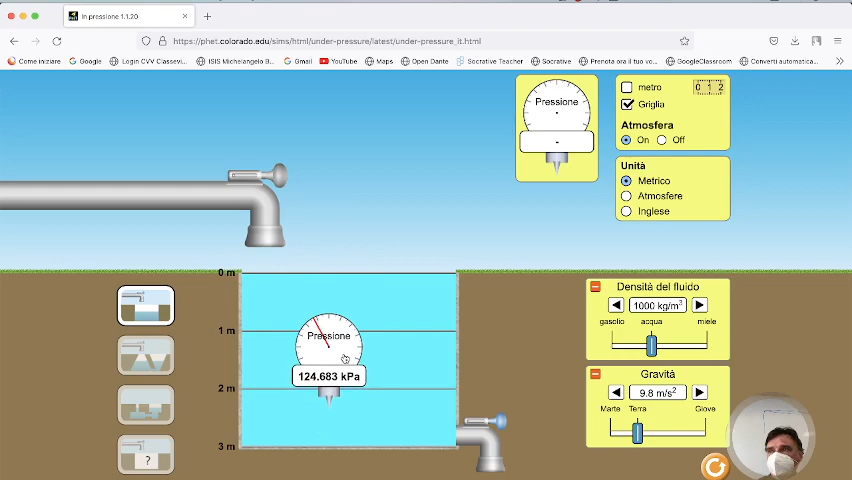 In pressione 1.1.20
https://phet.colorado.edu/sims/html/under-pressure/latest/under-pressure_it.html
Come iniziare
Google
Login CVV Classevi...
ISIS Michelangelo B...
Gmail
YouTube
Maps
Open Dante
Socrative Teacher
Socrative
Prenota ora il tuo vo...
GoogleClassroom
Converti automatica...
Pressione
-
metro
0 1 2
Griglia
Atmosfera
On
Off
Unità
Metrico
Atmosfere
Inglese
0 m
1 m
2 m
3 m
Pressione
124.683 kPa
?
Densità del fluido
1000 kg/m³
gasolio
acqua
miele
Gravità
9.8 m/s²
Marte
Terra
Giove